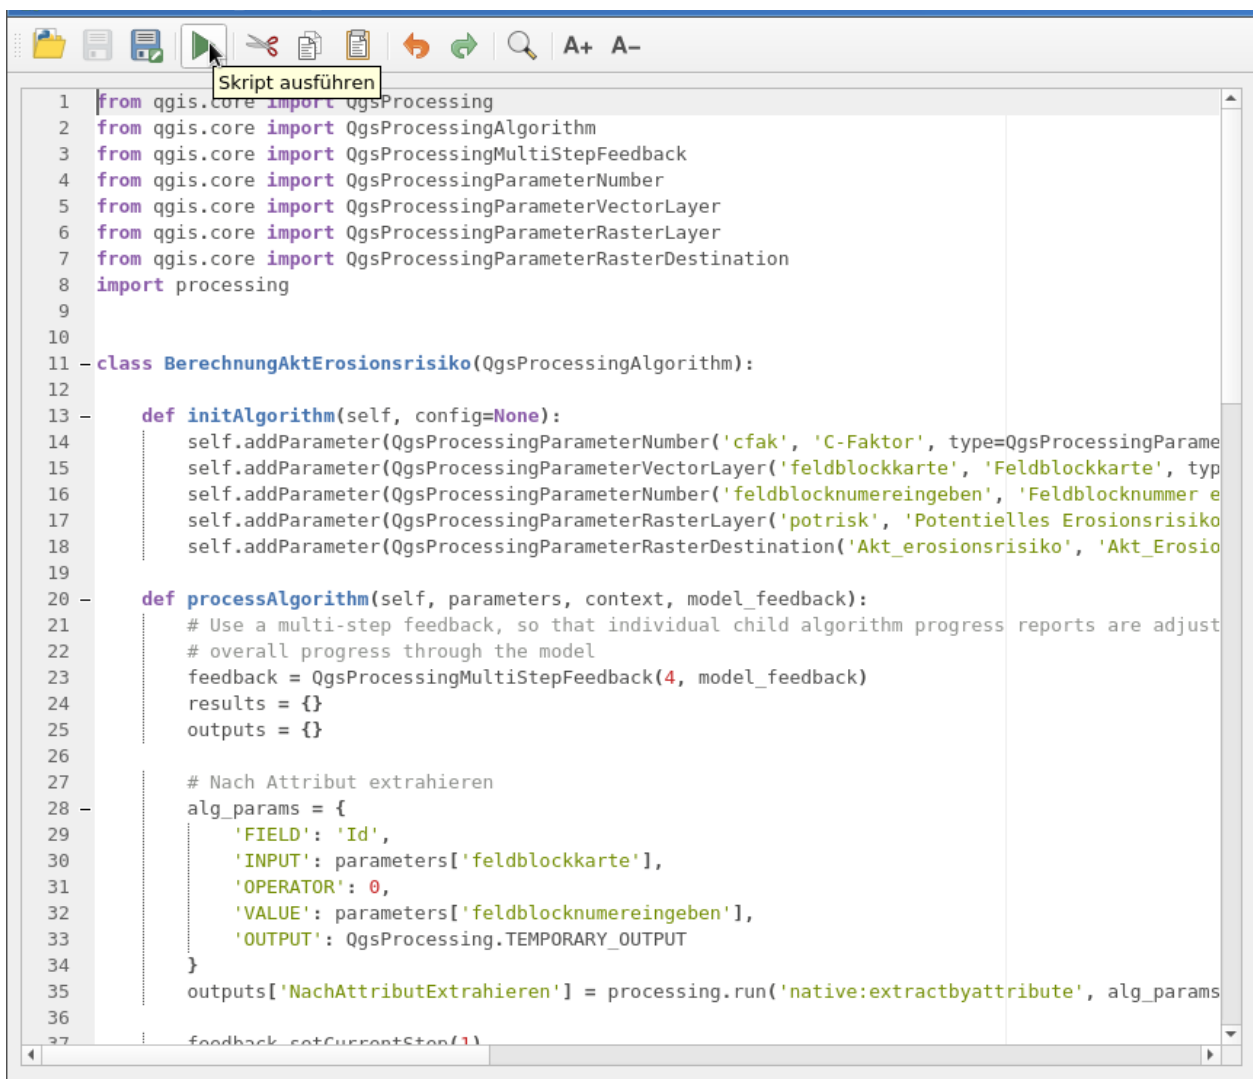 A+ A-
Skript ausführen
1 from qgis.core import QgsProcessing
2 from qgis.core import QgsProcessingAlgorithm
3 from qgis.core import QgsProcessingMultiStepFeedback
4 from qgis.core import QgsProcessingParameterNumber
5 from qgis.core import QgsProcessingParameterVectorLayer
6 from qgis.core import QgsProcessingParameterRasterLayer
7 from qgis.core import QgsProcessingParameterRasterDestination
8 import processing
9
10
11 class BerechnungAktErosionsrisiko(QgsProcessingAlgorithm):
12
13     def initAlgorithm(self, config=None):
14         self.addParameter(QgsProcessingParameterNumber('cfak', 'C-Faktor', type=QgsProcessingParame
15         self.addParameter(QgsProcessingParameterVectorLayer('feldblockkarte', 'Feldblockkarte', typ
16         self.addParameter(QgsProcessingParameterNumber('feldblocknumereingeben', 'Feldblocknummer e
17         self.addParameter(QgsProcessingParameterRasterLayer('potrisk', 'Potentielles Erosionsrisiko
18         self.addParameter(QgsProcessingParameterRasterDestination('Akt_erosionsrisiko', 'Akt_Erosio
19
20     def processAlgorithm(self, parameters, context, model_feedback):
21         # Use a multi-step feedback, so that individual child algorithm progress reports are adjust
22         # overall progress through the model
23         feedback = QgsProcessingMultiStepFeedback(4, model_feedback)
24         results = {}
25         outputs = {}
26
27         # Nach Attribut extrahieren
28         alg_params = {
29             'FIELD': 'Id',
30             'INPUT': parameters['feldblockkarte'],
31             'OPERATOR': 0,
32             'VALUE': parameters['feldblocknumereingeben'],
33             'OUTPUT': QgsProcessing.TEMPORARY_OUTPUT
34         }
35         outputs['NachAttributExtrahieren'] = processing.run('native:extractbyattribute', alg_params
36
37         feedback.setCurrentStep(1)